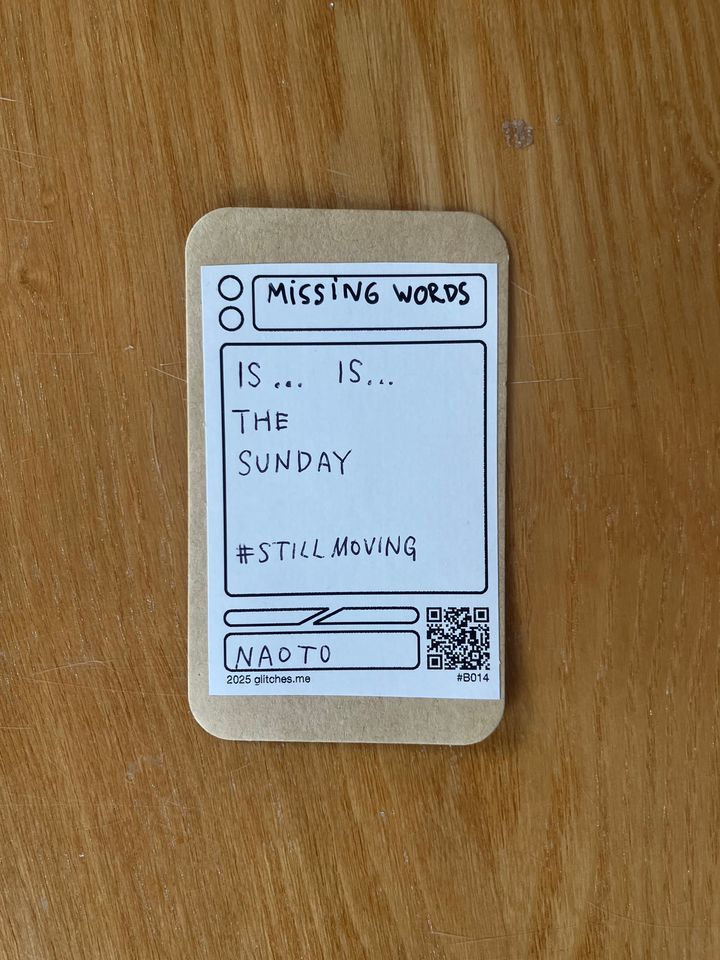 MISSING WORDS
IS... IS...
THE
SUNDAY
#STILLMOVING
NAOTO
2025 glitches.me
#B014